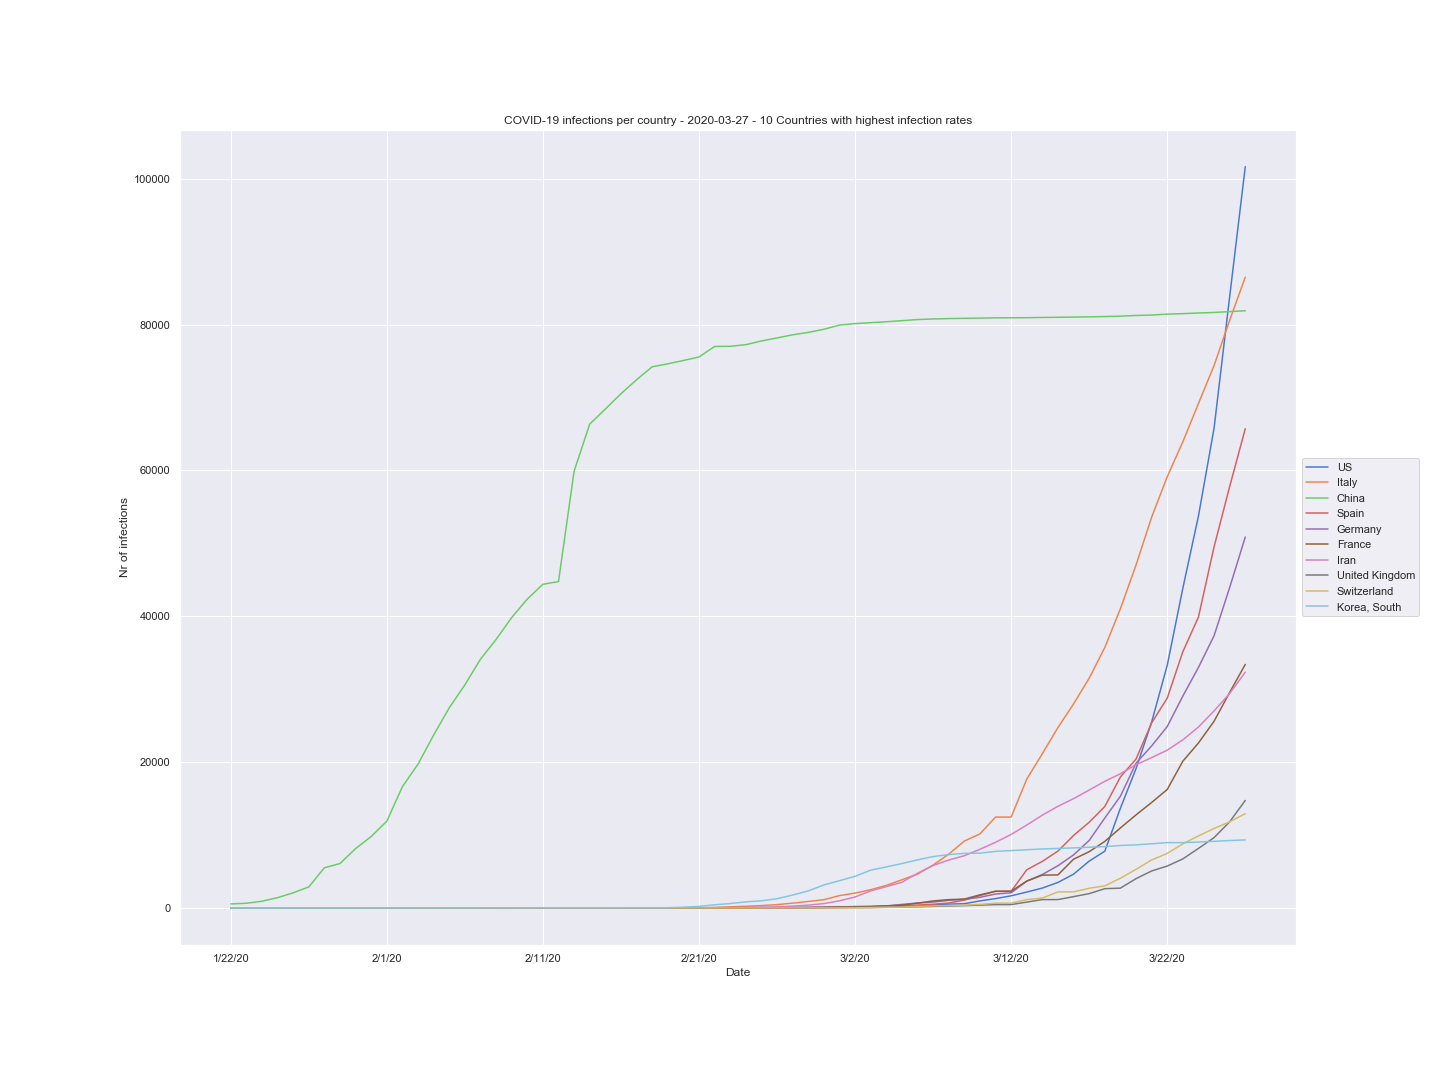 COVID-19 infections per country - 2020-03-27 - 10 Countries with highest infection rates
100000
80000
60000
40000
20000
0
Nr of infections
1/22/20 2/1/20 2/11/20 2/21/20 3/2/20 3/12/20 3/22/20
Date
US
Italy
China
Spain
Germany
France
Iran
United Kingdom
Switzerland
Korea, South